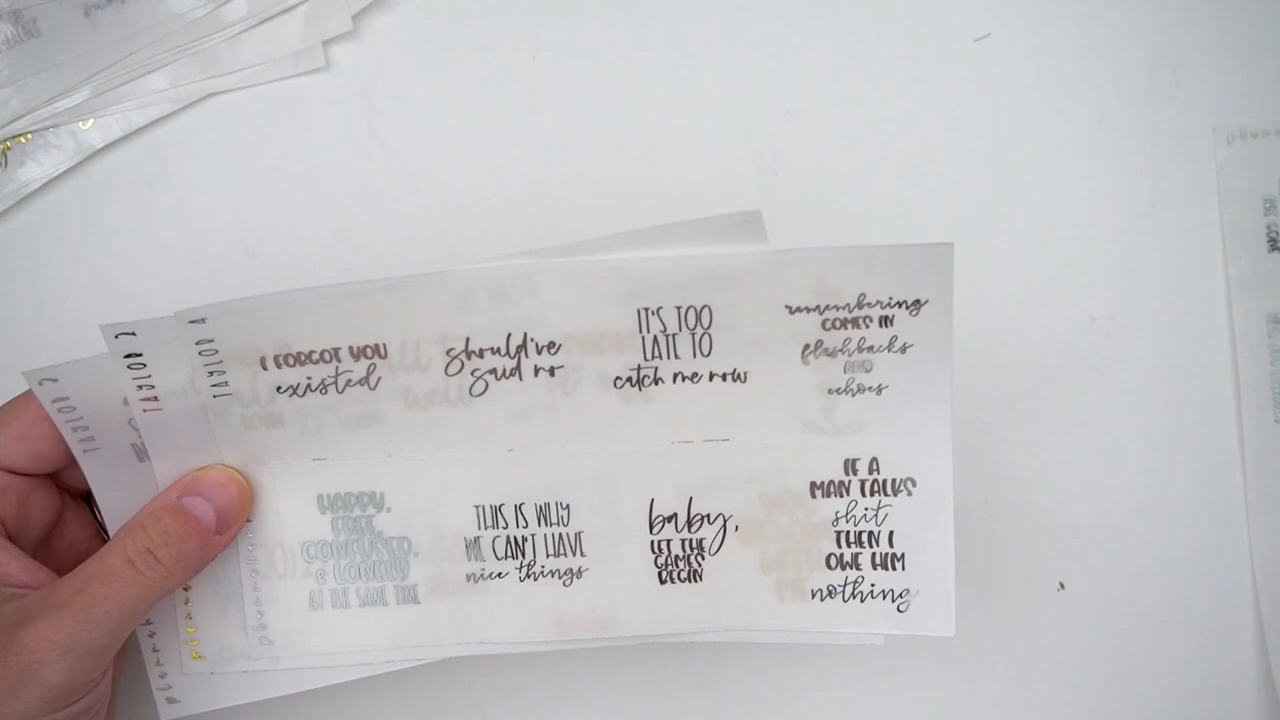 TAYLOR 2
TAYLOR 2
TAYLOR 4
I FORGOT YOU
existed
should've
said no
IT'S TOO
LATE TO
catch me now
remembering
COMES IN
flashbacks
AND
echoes
HAPPY,
FREE,
CONFUSED,
& LONELY
AT THE SAME TIME
THIS IS WHY
WE CAN'T HAVE
nice things
baby,
LET THE
GAMES
BEGIN
IF A
MAN TALKS
shit
THEN I
OWE HIM
nothing